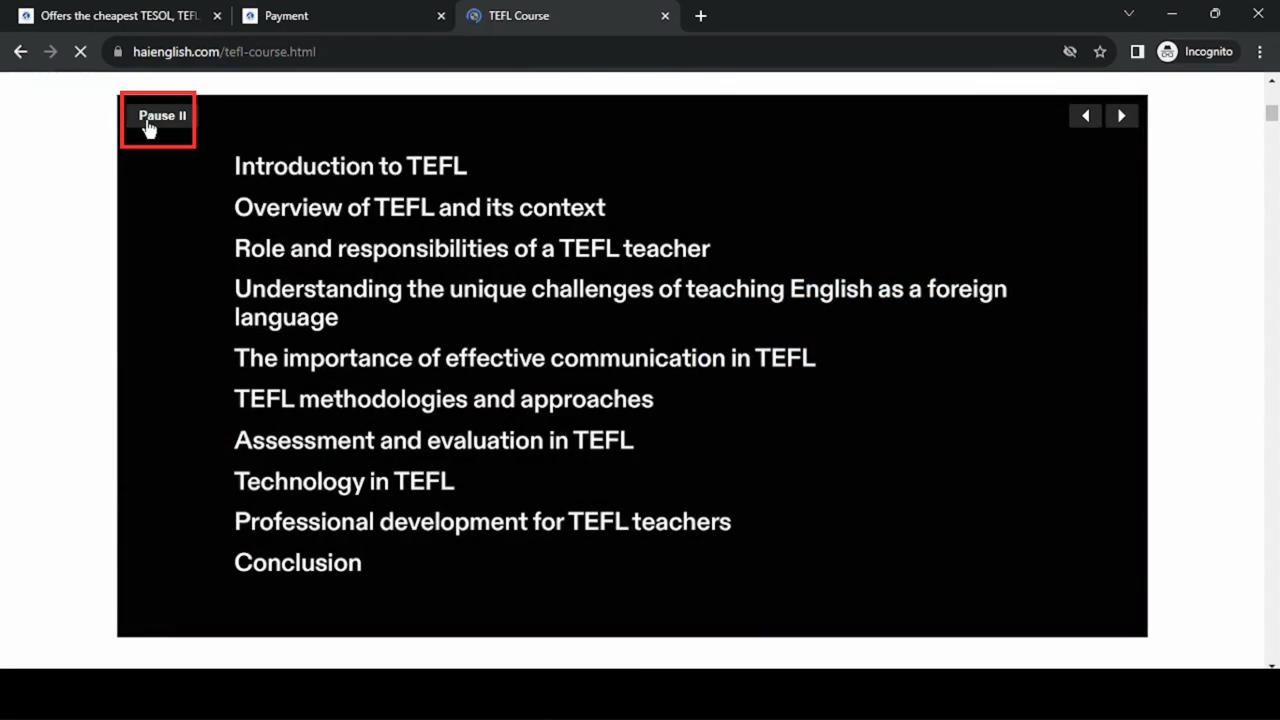 Offers the cheapest TESOL, TEFL
Payment
TEFL Course
haienglish.com/tefl-course.html
Incognito
Pause II
Introduction to TEFL
Overview of TEFL and its context
Role and responsibilities of a TEFL teacher
Understanding the unique challenges of teaching English as a foreign
language
The importance of effective communication in TEFL
TEFL methodologies and approaches
Assessment and evaluation in TEFL
Technology in TEFL
Professional development for TEFL teachers
Conclusion